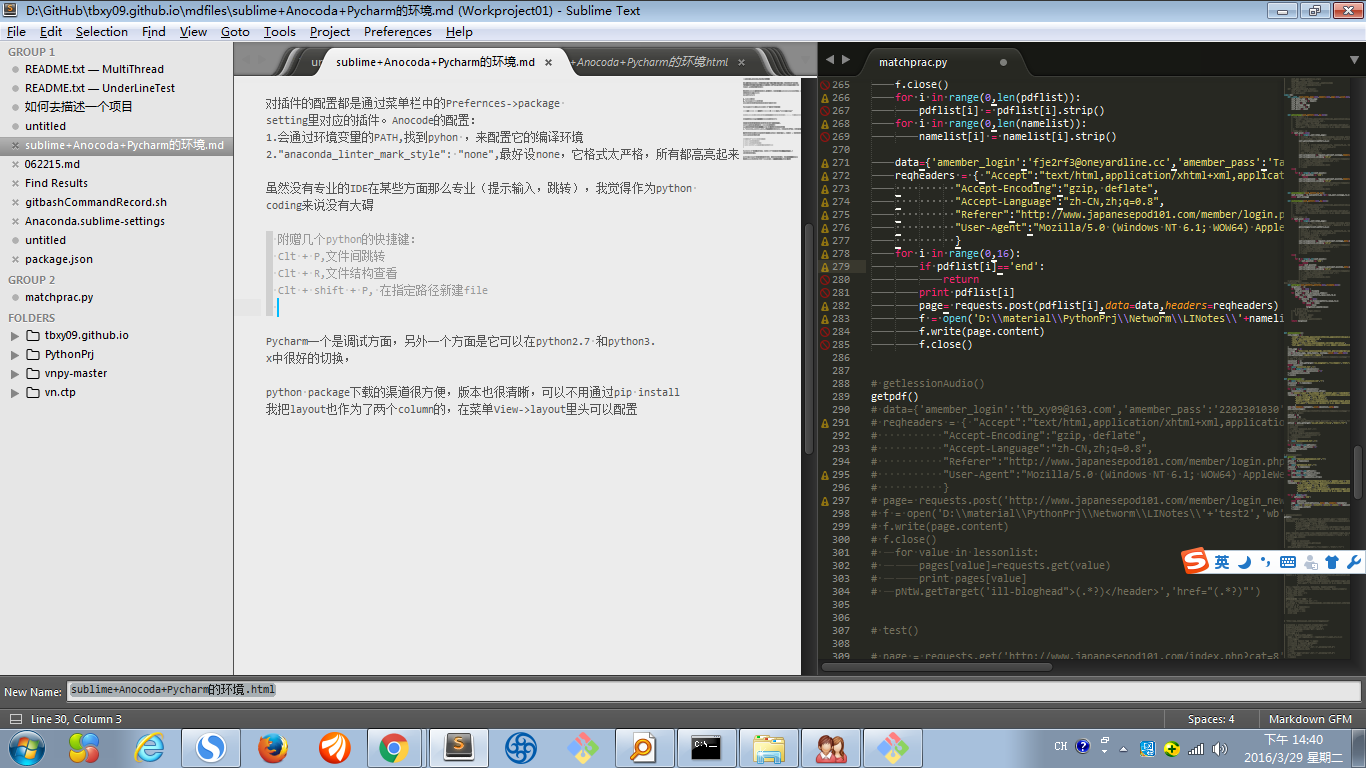 D:\GitHub\tbxy09.github.io\mdfiles\sublime+Anocoda+Pycharm的环境.md (Workproject01) - Sublime Text
File Edit Selection Find View Goto Tools Project Preferences Help
GROUP 1
README.txt — MultiThread
README.txt — UnderLineTest
如何去描述一个项目
untitled
sublime+Anocoda+Pycharm的环境.md
062215.md
Find Results
gitbashCommandRecord.sh
Anaconda.sublime-settings
untitled
package.json
GROUP 2
matchprac.py
FOLDERS
tbxy09.github.io
PythonPrj
vnpy-master
vn.ctp
un
sublime+Anocoda+Pycharm的环境.md
+Anocoda+Pycharm的环境html
对插件的配置都是通过菜单栏中的Prefernces->package
setting里对应的插件。Anocode的配置:
1.会通过环境变量的PATH,找到pyhon ，来配置它的编译环境
2."anaconda_linter_mark_style": "none",最好设none，它格式太严格，所有都高亮起来
虽然没有专业的IDE在某些方面那么专业（提示输入，跳转），我觉得作为python
coding来说没有大碍
附赠几个python的快捷键：
Clt + P,文件间跳转
Clt + R,文件结构查看
Clt + shift + P, 在指定路径新建file
Pycharm一个是调试方面，另外一个方面是它可以在python2.7 和python3.
x中很好的切换，
python package下载的渠道很方便，版本也很清晰，可以不用通过pip install
我把layout也作为了两个column的，在菜单View->layout里头可以配置
matchprac.py
265 f.close()
266 for i in range(0,len(pdflist)):
267 pdflist[i] = pdflist[i].strip()
268 for i in range(0,len(namelist)):
269 namelist[i] = namelist[i].strip()
270
271 data={'amember_login':'fje2rf3@oneyardline.cc','amember_pass':'Ta
272 reqheaders = { "Accept":"text/html,application/xhtml+xml,applicat
273 "Accept-Encoding":"gzip, deflate",
274 "Accept-Language":"zh-CN,zh;q=0.8",
275 "Referer":"http://www.japanesepod101.com/member/login.p
276 "User-Agent":"Mozilla/5.0 (Windows NT 6.1; WOW64) Apple
277 }
278 for i in range(0,16):
279 if pdflist[i]=='end':
280 return
281 print pdflist[i]
282 page= requests.post(pdflist[i],data=data,headers=reqheaders)
283 f = open('D:\\material\\PythonPrj\\Networm\\LINotes\\'+nameli
284 f.write(page.content)
285 f.close()
286
287
288 # getlessionAudio()
289 getpdf()
290 # data={'amember_login':'tb_xy09@163.com','amember_pass':'2202301030'
291 # reqheaders = { "Accept":"text/html,application/xhtml+xml,applicatio
292 # "Accept-Encoding":"gzip, deflate",
293 # "Accept-Language":"zh-CN,zh;q=0.8",
294 # "Referer":"http://www.japanesepod101.com/member/login.php
295 # "User-Agent":"Mozilla/5.0 (Windows NT 6.1; WOW64) AppleWe
296 # }
297 # page= requests.post('http://www.japanesepod101.com/member/login_new
298 # f = open('D:\\material\\PythonPrj\\Networm\\LINotes\\'+'test2','wb'
299 # f.write(page.content)
300 # f.close()
301 # for value in lessonlist:
302 # pages[value]=requests.get(value)
303 # print pages[value]
304 # pNtW.getTarget('ill-bloghead">(.*?)</header>','href="(.*?)"')
305
306
307 # test()
308
309 # page = requests.get('http://www.japanesepod101.com/index.php?cat=8'
英
New Name: sublime+Anocoda+Pycharm的环境.html
Line 30, Column 3 Spaces: 4 Markdown GFM
CH 下午 14:40
2016/3/29 星期二